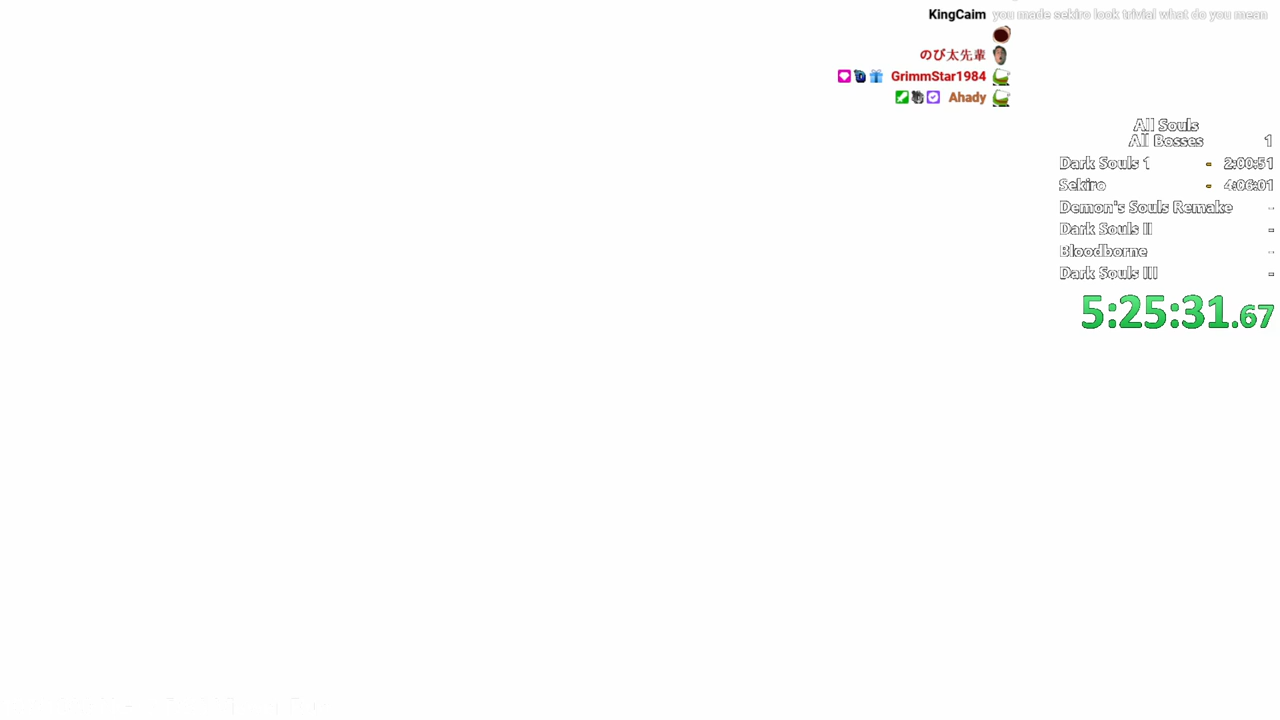 KingCaim you made sekiro look trivial what do you mean
のび太先輩
GrimmStar1984
Ahady
All Souls
All Bosses 1
Dark Souls 1 - 2:00:51
Sekiro - 4:06:01
Demon's Souls Remake -
Dark Souls II -
Bloodborne -
Dark Souls III -
5:25:31.67